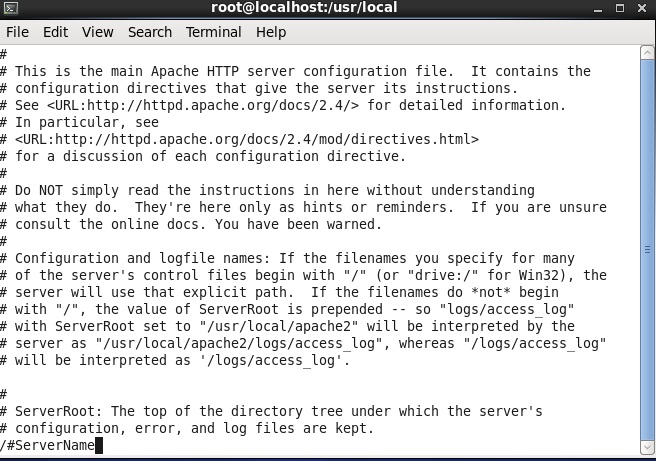 root@localhost:/usr/local
File Edit View Search Terminal Help
#
# This is the main Apache HTTP server configuration file.  It contains the
# configuration directives that give the server its instructions.
# See <URL:http://httpd.apache.org/docs/2.4/> for detailed information.
# In particular, see
# <URL:http://httpd.apache.org/docs/2.4/mod/directives.html>
# for a discussion of each configuration directive.
#
# Do NOT simply read the instructions in here without understanding
# what they do.  They're here only as hints or reminders.  If you are unsure
# consult the online docs. You have been warned.
#
# Configuration and logfile names: If the filenames you specify for many
# of the server's control files begin with "/" (or "drive:/" for Win32), the
# server will use that explicit path.  If the filenames do *not* begin
# with "/", the value of ServerRoot is prepended -- so "logs/access_log"
# with ServerRoot set to "/usr/local/apache2" will be interpreted by the
# server as "/usr/local/apache2/logs/access_log", whereas "/logs/access_log"
# will be interpreted as '/logs/access_log'.
#
# ServerRoot: The top of the directory tree under which the server's
# configuration, error, and log files are kept.
/#ServerName